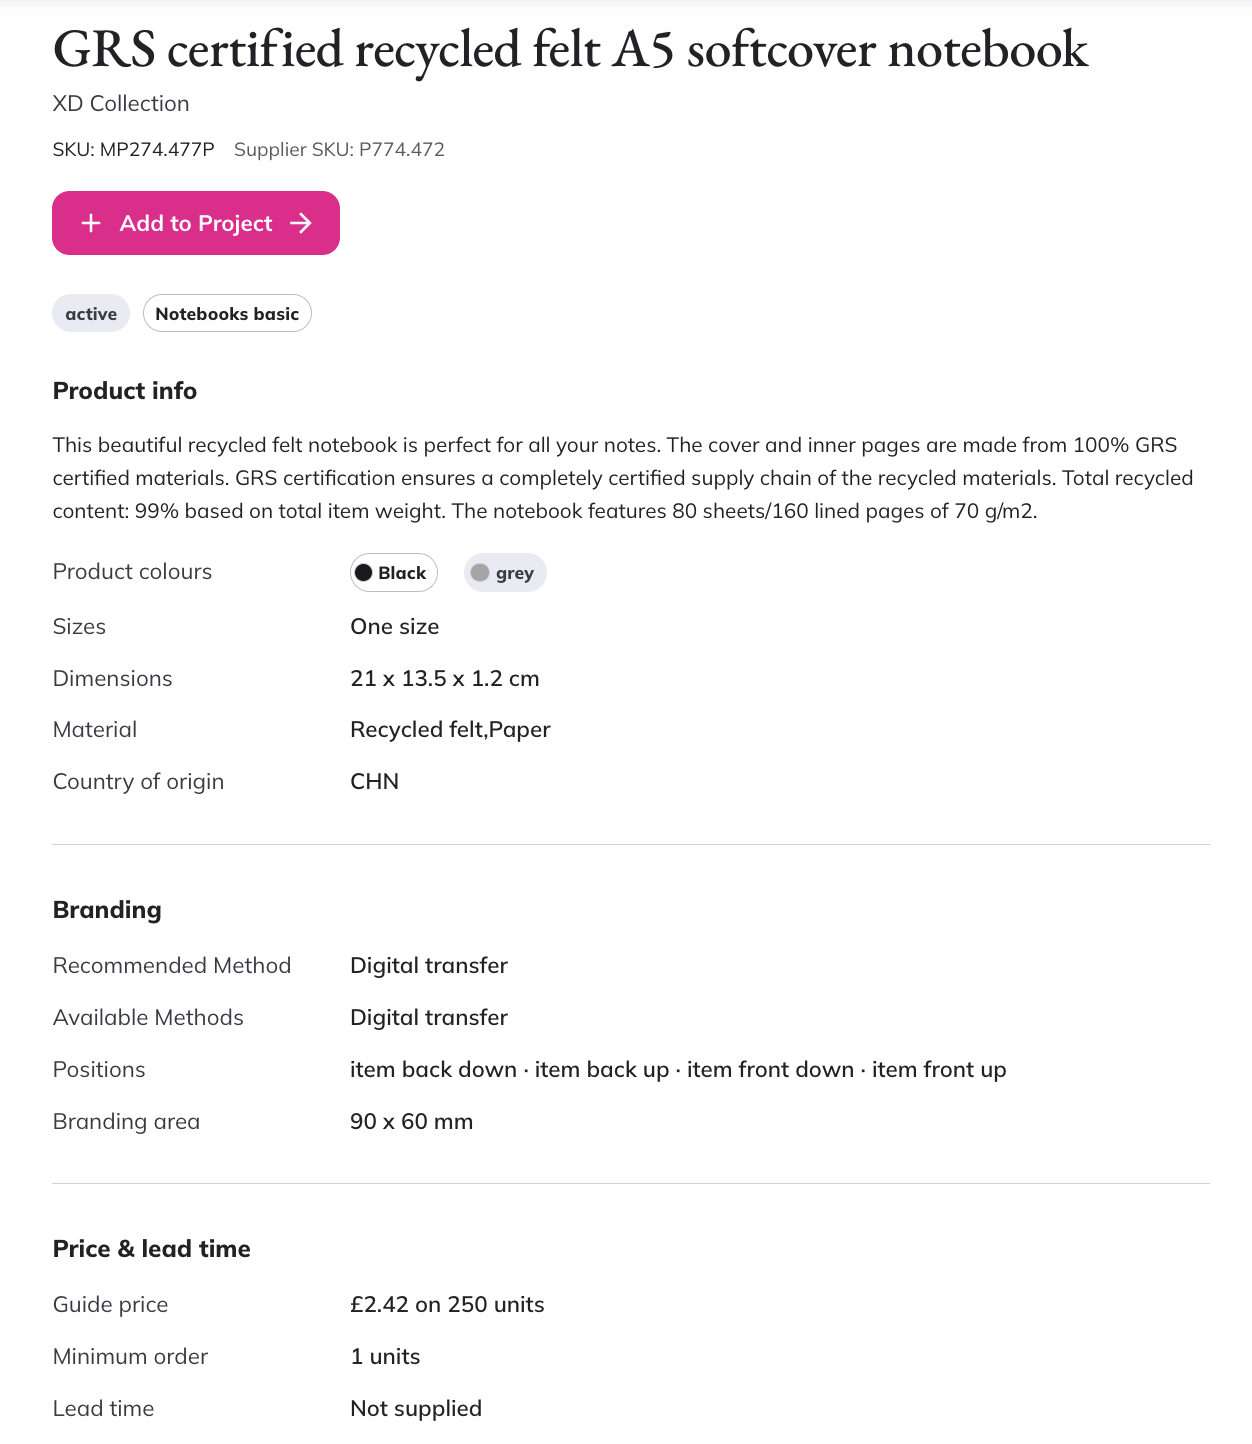 GRS certified recycled felt A5 softcover notebook
XD Collection
SKU: MP274.477P Supplier SKU: P774.472
+ Add to Project →
active Notebooks basic
Product info
This beautiful recycled felt notebook is perfect for all your notes. The cover and inner pages are made from 100% GRS
certified materials. GRS certification ensures a completely certified supply chain of the recycled materials. Total recycled
content: 99% based on total item weight. The notebook features 80 sheets/160 lined pages of 70 g/m2.
Product colours Black grey
Sizes One size
Dimensions 21 x 13.5 x 1.2 cm
Material Recycled felt,Paper
Country of origin CHN
Branding
Recommended Method Digital transfer
Available Methods Digital transfer
Positions item back down · item back up · item front down · item front up
Branding area 90 x 60 mm
Price & lead time
Guide price £2.42 on 250 units
Minimum order 1 units
Lead time Not supplied